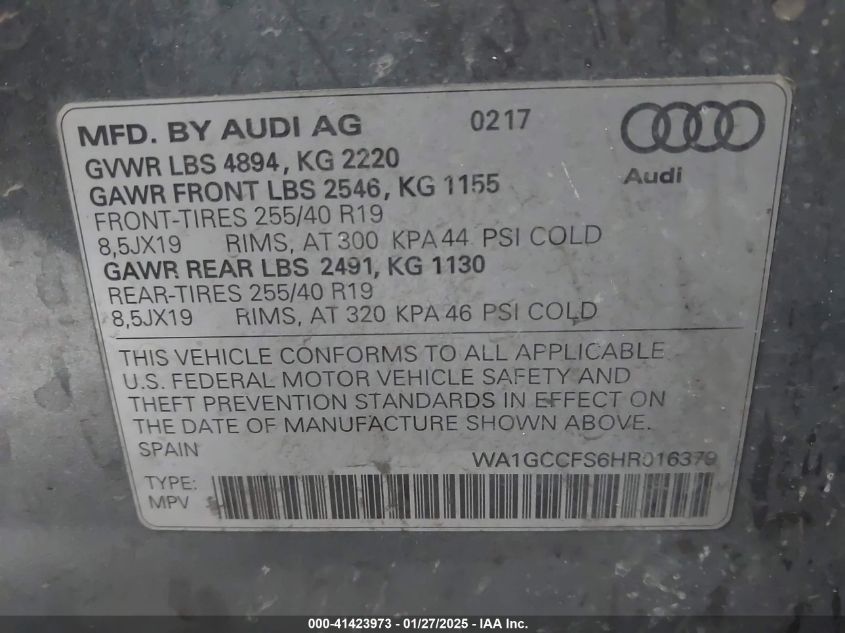 MFD. BY AUDI AG 0217
GVWR LBS 4894, KG 2220
Audi
GAWR FRONT LBS 2546, KG 1155
FRONT-TIRES 255/40 R19
8,5JX19 RIMS, AT 300 KPA 44 PSI COLD
GAWR REAR LBS 2491, KG 1130
REAR-TIRES 255/40 R19
8,5JX19 RIMS, AT 320 KPA 46 PSI COLD
THIS VEHICLE CONFORMS TO ALL APPLICABLE
U.S. FEDERAL MOTOR VEHICLE SAFETY AND
THEFT PREVENTION STANDARDS IN EFFECT ON
THE DATE OF MANUFACTURE SHOWN ABOVE.
SPAIN WA1GCCFS6HR016379
TYPE:
MPV
000-41423973 / 01/27/2025 - IAA Inc.